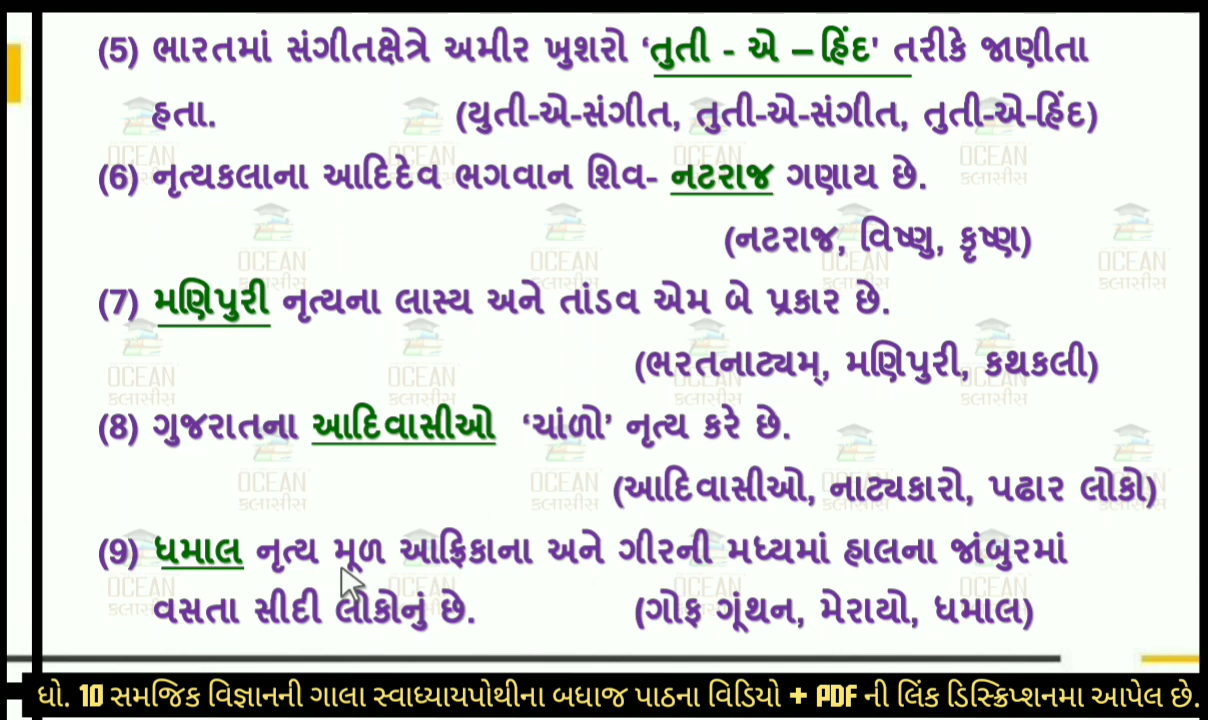 (5) ભારતમાં સંગીતક્ષેત્રે અમીર ખુશરો ‘તુતી - એ – હિંદ' તરીકે જાણીતા
હતા. (યુતી-એ-સંગીત, તુતી-એ-સંગીત, તુતી-એ-હિંદ)
(6) નૃત્યકલાના આદિદેવ ભગવાન શિવ- નટરાજ ગણાય છે.
(નટરાજ, વિષ્ણુ, કૃષ્ણ)
(7) મણિપુરી નૃત્યના લાસ્ય અને તાંડવ એમ બે પ્રકાર છે.
(ભરતનાટ્યમ્, મણિપુરી, કથકલી)
(8) ગુજરાતના આદિવાસીઓ ‘ચાંળો’ નૃત્ય કરે છે.
(આદિવાસીઓ, નાટ્યકારો, પઢાર લોકો)
(9) ધમાલ નૃત્ય મૂળ આફ્રિકાના અને ગીરની મધ્યમાં હાલના જાંબુરમાં
વસતા સીદી લોકોનું છે. (ગોફ ગૂંથન, મેરાયો, ધમાલ)
ધો. 10 સમજિક વિજ્ઞાનની ગાલા સ્વાધ્યાયપોથીના બધાજ પાઠના વિડિયો + PDF ની લિંક ડિસ્ક્રિપ્શનમા આપેલ છે.
OCEAN
કલાસીસ